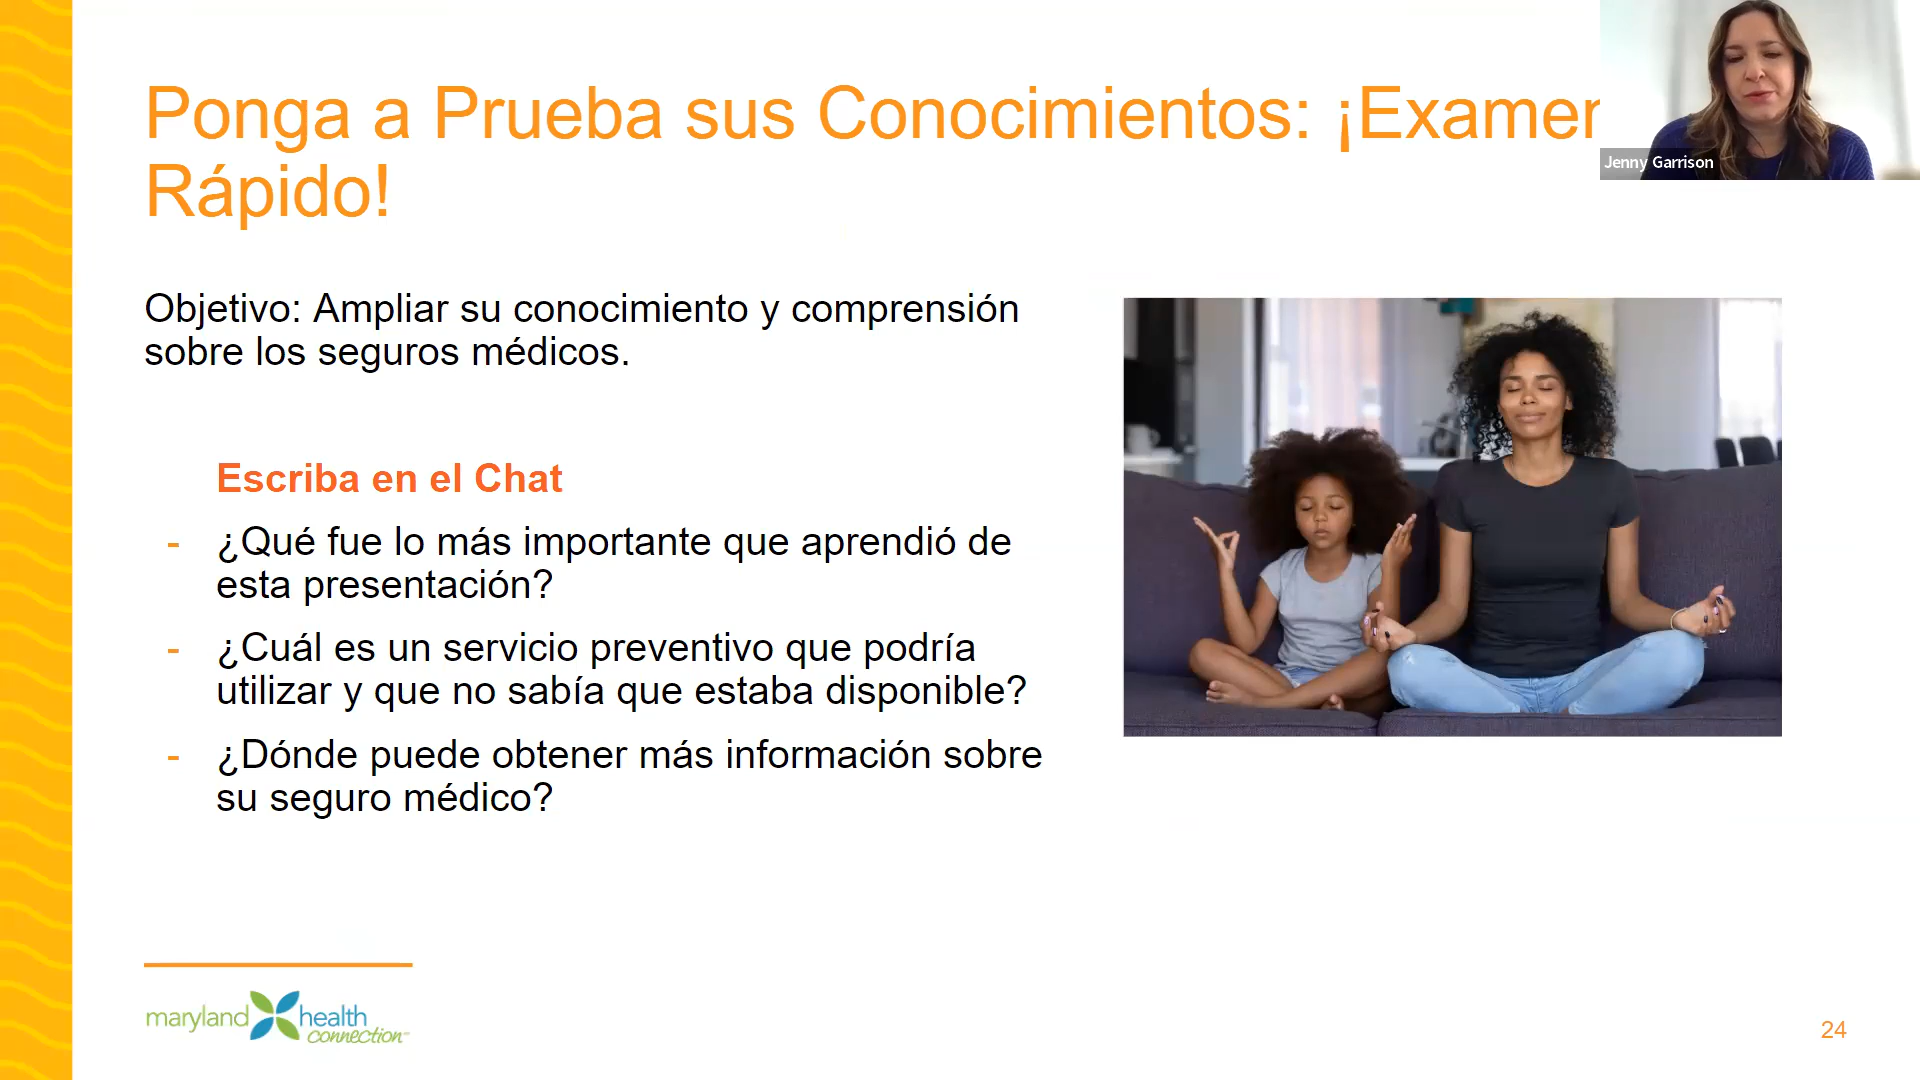 Ponga a Prueba sus Conocimientos: ¡Examen
Rápido!
Jenny Garrison
Objetivo: Ampliar su conocimiento y comprensión
sobre los seguros médicos.
Escriba en el Chat
- ¿Qué fue lo más importante que aprendió de
esta presentación?
- ¿Cuál es un servicio preventivo que podría
utilizar y que no sabía que estaba disponible?
- ¿Dónde puede obtener más información sobre
su seguro médico?
maryland health
connection
24